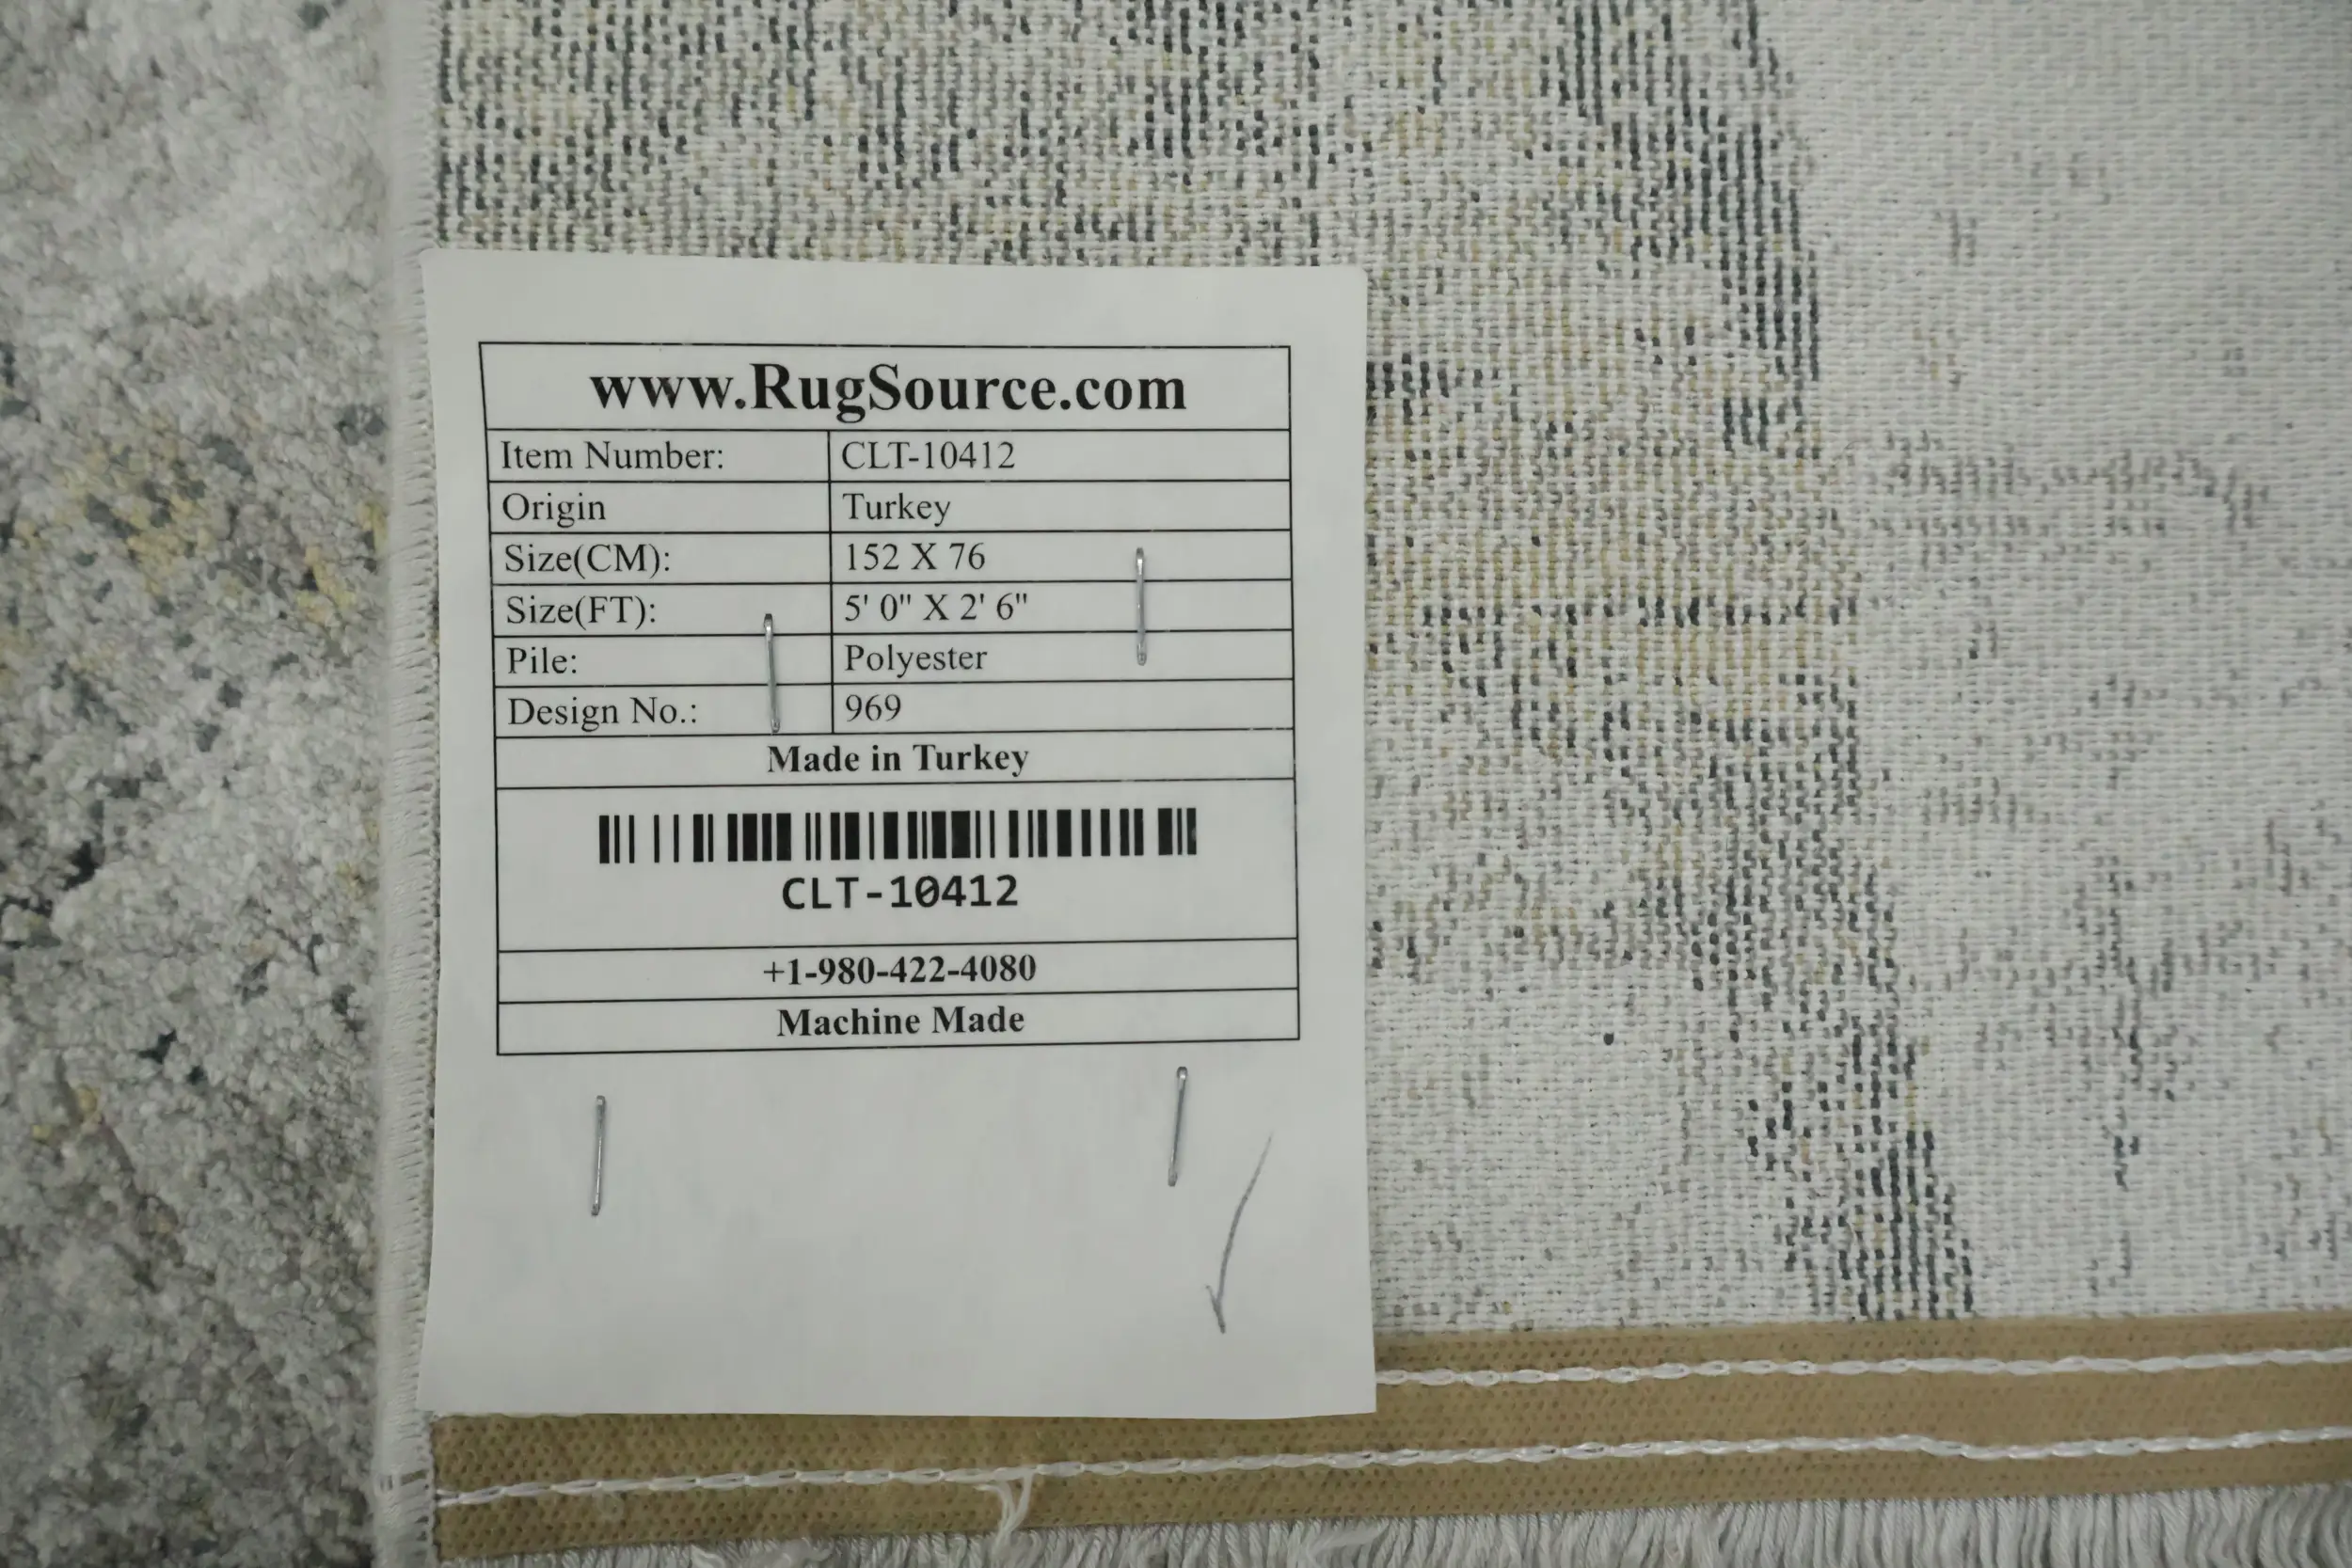 www.RugSource.com
Item Number: CLT-10412
Origin Turkey
Size(CM): 152 X 76
Size(FT): 5' 0" X 2' 6"
Pile: Polyester
Design No.: 969
Made in Turkey
CLT-10412
+1-980-422-4080
Machine Made